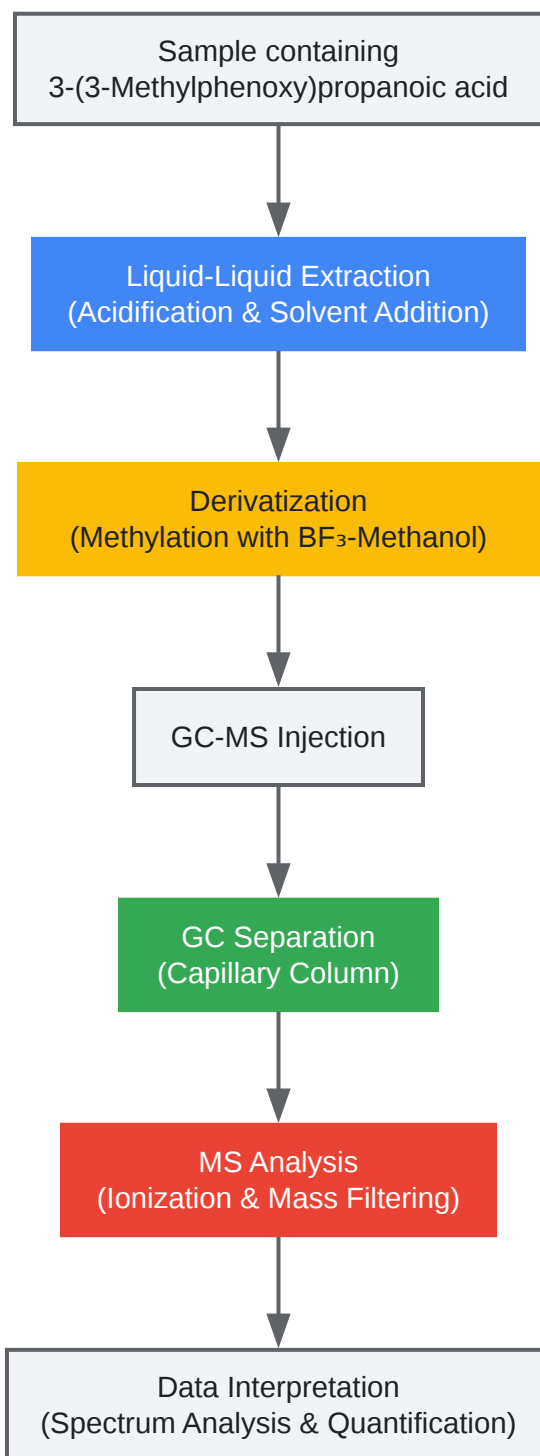 Sample containing
3-(3-Methylphenoxy)propanoic acid
Liquid-Liquid Extraction
(Acidification & Solvent Addition)
Derivatization
(Methylation with BF₃-Methanol)
GC-MS Injection
GC Separation
(Capillary Column)
MS Analysis
(Ionization & Mass Filtering)
Data Interpretation
(Spectrum Analysis & Quantification)